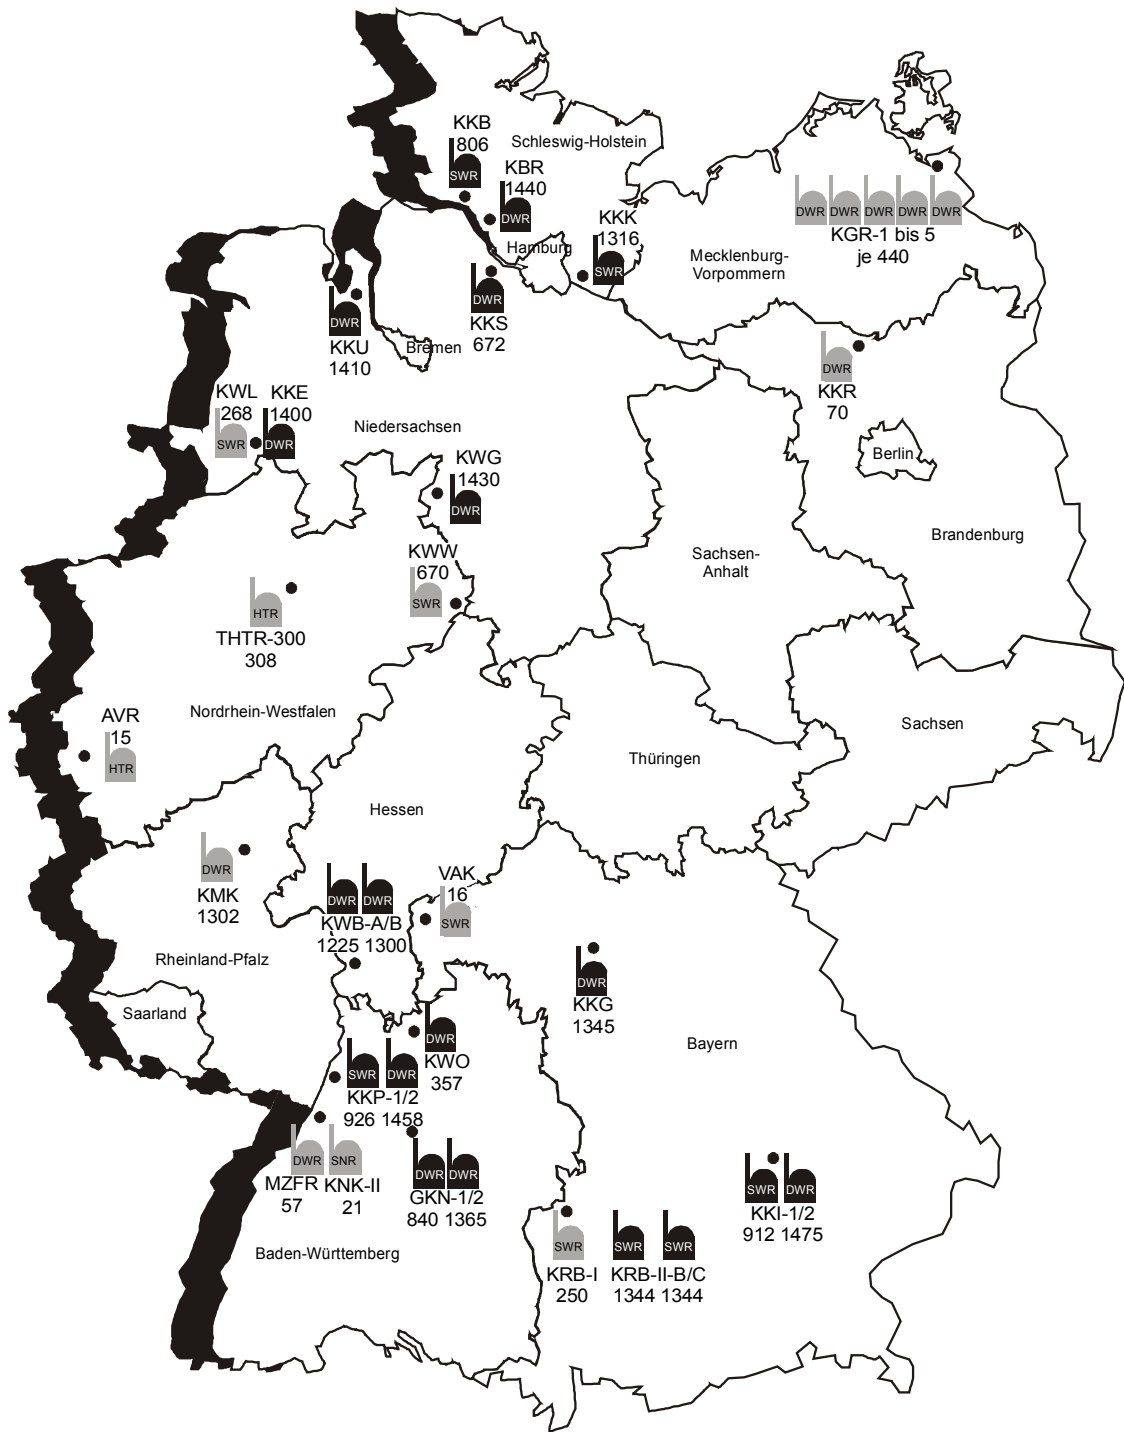 KKB
806
SWR
Schleswig-Holstein
KBR
1440
DWR
KKK
1316
SWR
Hamburg
DWR DWR DWR DWR DWR
KGR-1 bis 5
je 440
Mecklenburg-
Vorpommern
DWR
KKS
672
DWR
KKU
1410
Bremen
DWR
KKR
70
KWL
268
SWR
KKE
1400
DWR
Niedersachsen
Berlin
KWG
1430
DWR
Brandenburg
Sachsen-
Anhalt
KWW
670
SWR
HTR
THTR-300
308
Nordrhein-Westfalen
AVR
15
HTR
Sachsen
Thüringen
Hessen
DWR
KMK
1302
DWR DWR
KWB-A/B
1225 1300
VAK
16
SWR
Rheinland-Pfalz
Saarland
DWR
KKG
1345
Bayern
DWR
KWO
357
SWR DWR
KKP-1/2
926 1458
DWR SNR
MZFR KNK-II
57 21
DWR DWR
GKN-1/2
840 1365
SWR DWR
KKI-1/2
912 1475
Baden-Württemberg
SWR
KRB-I
250
SWR SWR
KRB-II-B/C
1344 1344